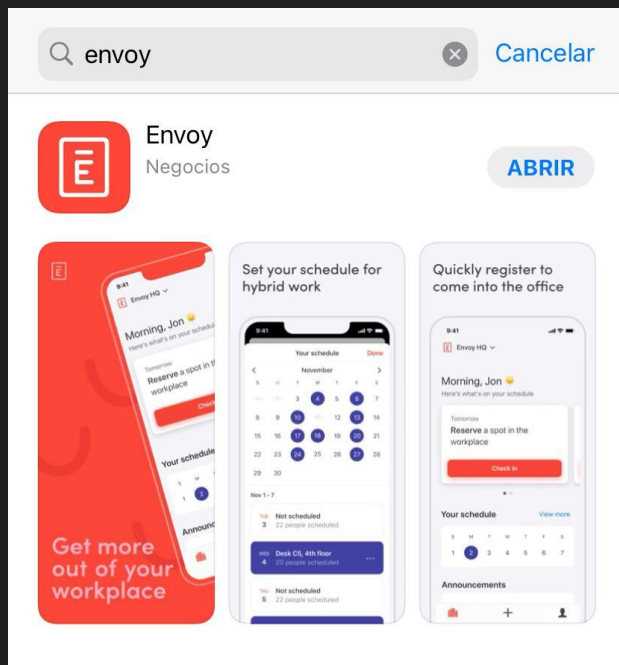 envoy
Cancelar
Envoy
Negocios
ABRIR
9:41
Envoy HQ
Morning, Jon
Here's what's on your schedu
Tomorrow
Reserve a spot in t
workplace
Check
Your schedule
S M
1 2
Announc
Get more
out of your
workplace
Set your schedule for
hybrid work
9:41
Your schedule Done
November
S M T W T F S
3 4 5 6 7
8 9 10 12 13 14
15 16 17 18 19 20 21
22 23 24 25 26 27 28
29 30
Nov 1 - 7
TUE Not scheduled
3 22 people scheduled
WED Desk C5, 4th floor
4 20 people scheduled
THU Not scheduled
5 22 people scheduled
Quickly register to
come into the office
9:41
Envoy HQ
Morning, Jon
Here's what's on your schedule
Tomorrow
Reserve a spot in the
workplace
Check in
Your schedule View more
S M T W T F S
1 2 3 4 5 6 7
Announcements